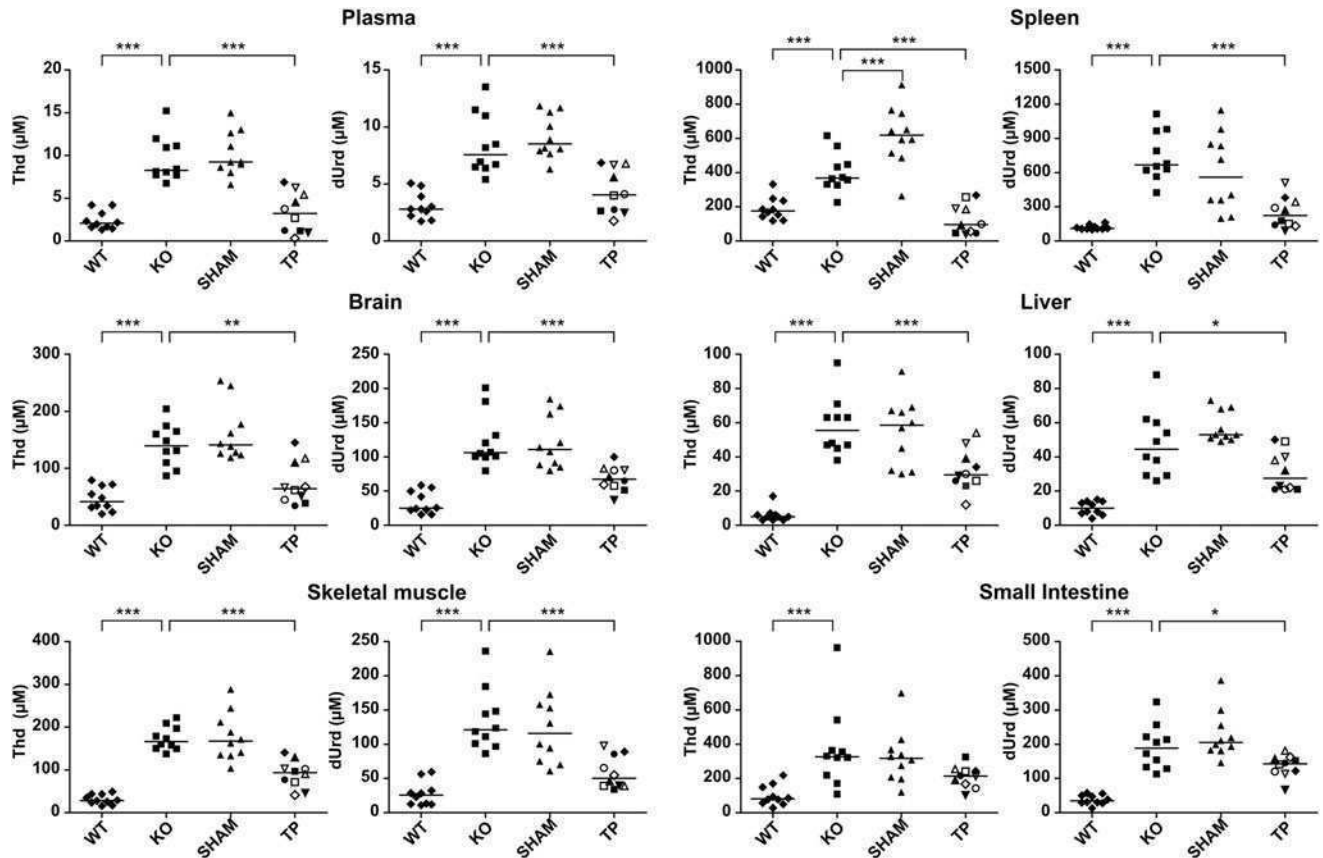 Plasma
*** ***
Thd (µM)
20
15
10
5
0
WT KO SHAM TP
*** ***
dUrd (µM)
15
10
5
0
WT KO SHAM TP
Spleen
*** ***
***
Thd (µM)
1000
800
600
400
200
0
WT KO SHAM TP
*** ***
dUrd (µM)
1500
1200
900
600
300
0
WT KO SHAM TP
Brain
*** **
Thd (µM)
300
200
100
0
WT KO SHAM TP
*** ***
dUrd (µM)
250
200
150
100
50
0
WT KO SHAM TP
Liver
*** ***
Thd (µM)
100
80
60
40
20
0
WT KO SHAM TP
*** *
dUrd (µM)
100
80
60
40
20
0
WT KO SHAM TP
Skeletal muscle
*** ***
Thd (µM)
400
300
200
100
0
WT KO SHAM TP
*** ***
dUrd (µM)
250
200
150
100
50
0
WT KO SHAM TP
Small Intestine
***
Thd (µM)
1000
800
600
400
200
0
WT KO SHAM TP
*** *
dUrd (µM)
500
400
300
200
100
0
WT KO SHAM TP